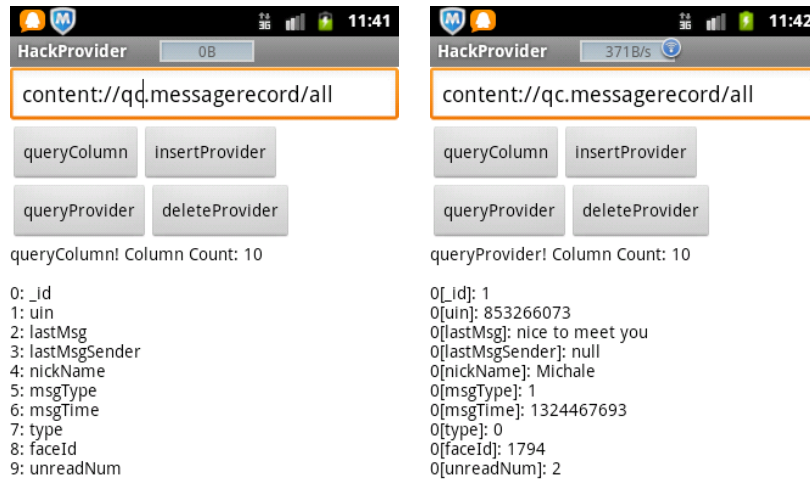 3G 11:41
HackProvider 0B
content://qc.messagerecord/all
queryColumn insertProvider
queryProvider deleteProvider
queryColumn! Column Count: 10
0: _id
1: uin
2: lastMsg
3: lastMsgSender
4: nickName
5: msgType
6: msgTime
7: type
8: faceId
9: unreadNum
3G 11:42
HackProvider 371B/s
content://qc.messagerecord/all
queryColumn insertProvider
queryProvider deleteProvider
queryProvider! Column Count: 10
0[_id]: 1
0[uin]: 853266073
0[lastMsg]: nice to meet you
0[lastMsgSender]: null
0[nickName]: Michale
0[msgType]: 1
0[msgTime]: 1324467693
0[type]: 0
0[faceId]: 1794
0[unreadNum]: 2